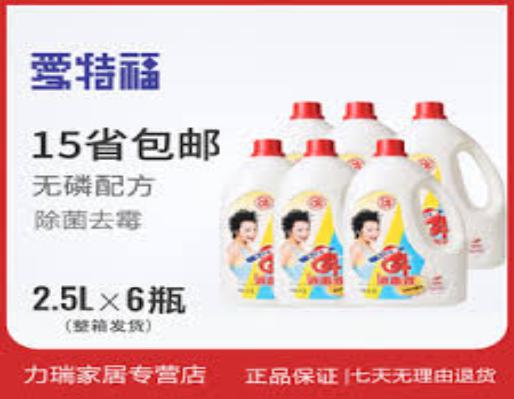 爱特福
15省包邮
无磷配方
除菌去霉
2.5L×6瓶
(整箱发货)
力瑞家居专营店
正品保证|七天无理由退货